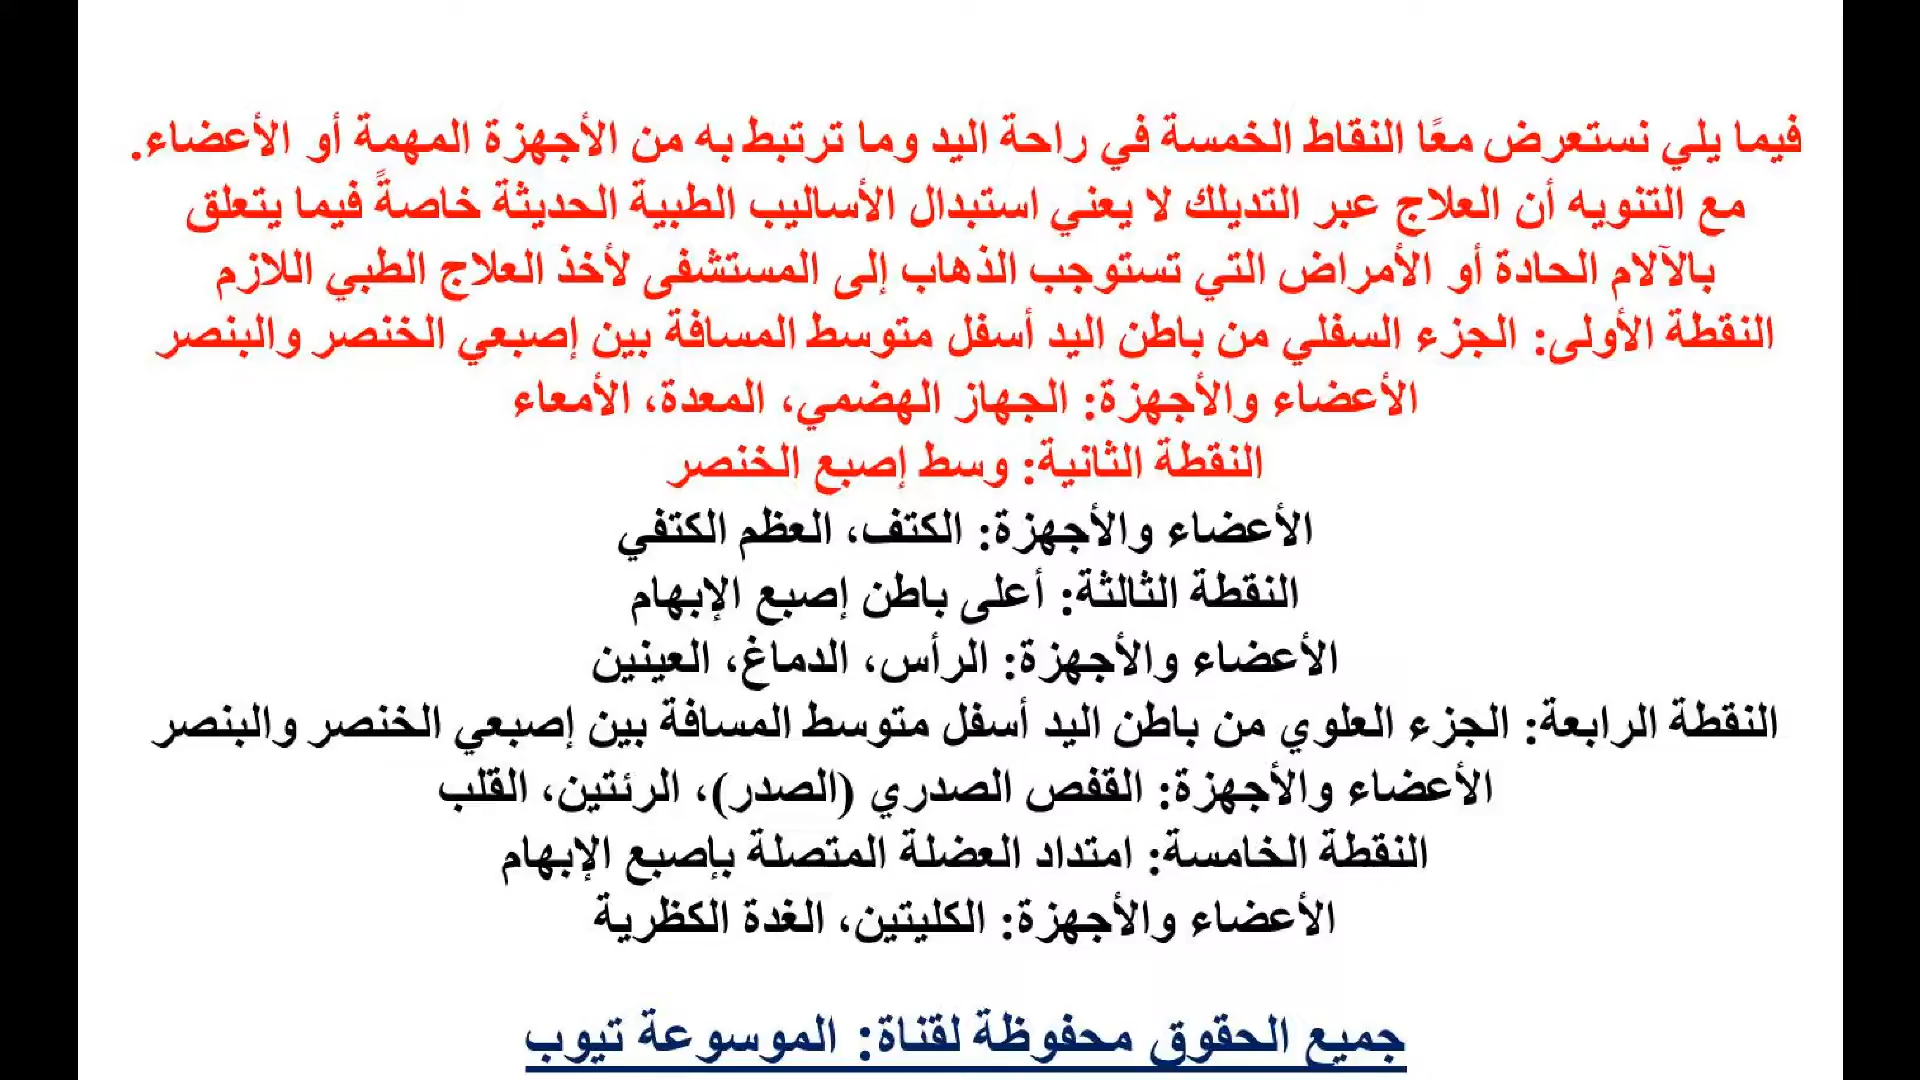 فيما يلي نستعرض معًا النقاط الخمسة في راحة اليد وما ترتبط به من الأجهزة المهمة أو الأعضاء.
مع التنويه أن العلاج عبر التديلك لا يعني استبدال الأساليب الطبية الحديثة خاصةً فيما يتعلق
بالآلام الحادة أو الأمراض التي تستوجب الذهاب إلى المستشفى لأخذ العلاج الطبي اللازم
النقطة الأولى: الجزء السفلي من باطن اليد أسفل متوسط المسافة بين إصبعي الخنصر والبنصر
الأعضاء والأجهزة: الجهاز الهضمي، المعدة، الأمعاء
النقطة الثانية: وسط إصبع الخنصر
الأعضاء والأجهزة: الكتف، العظم الكتفي
النقطة الثالثة: أعلى باطن إصبع الإبهام
الأعضاء والأجهزة: الرأس، الدماغ، العينين
النقطة الرابعة: الجزء العلوي من باطن اليد أسفل متوسط المسافة بين إصبعي الخنصر والبنصر
الأعضاء والأجهزة: القفص الصدري (الصدر)، الرئتين، القلب
النقطة الخامسة: امتداد العضلة المتصلة بإصبع الإبهام
الأعضاء والأجهزة: الكليتين، الغدة الكظرية
جميع الحقوق محفوظة لقناة: الموسوعة تيوب